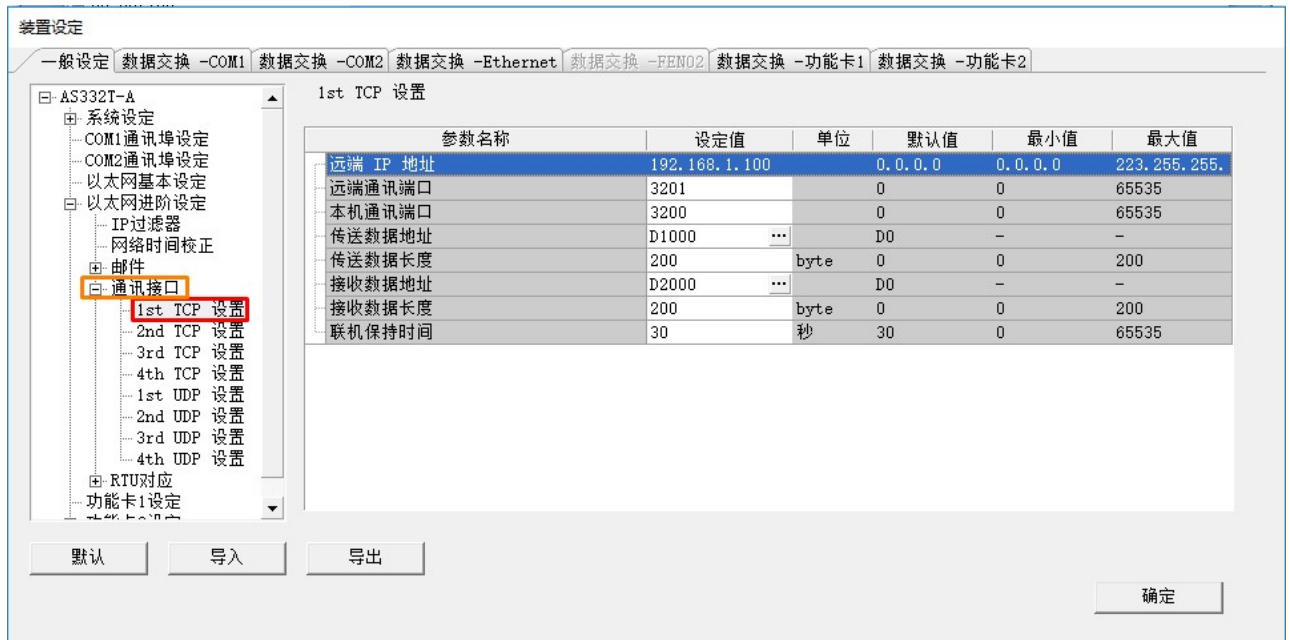 装置设定
一般设定 数据交换 -COM1 数据交换 -COM2 数据交换 -Ethernet 数据交换 -FEN02 数据交换 -功能卡1 数据交换 -功能卡2
AS332T-A
系统设定
COM1通讯埠设定
COM2通讯埠设定
以太网基本设定
以太网进阶设定
IP过滤器
网络时间校正
邮件
通讯接口
1st TCP 设置
2nd TCP 设置
3rd TCP 设置
4th TCP 设置
1st UDP 设置
2nd UDP 设置
3rd UDP 设置
4th UDP 设置
RTU对应
功能卡1设定
1st TCP 设置
参数名称 设定值 单位 默认值 最小值 最大值
远端 IP 地址 192.168.1.100 0.0.0.0 0.0.0.0 223.255.255.
远端通讯端口 3201 0 0 65535
本机通讯端口 3200 0 0 65535
传送数据地址 D1000 ... D0 - -
传送数据长度 200 byte 0 0 200
接收数据地址 D2000 ... D0 - -
接收数据长度 200 byte 0 0 200
联机保持时间 30 秒 30 0 65535
默认 导入 导出
确定